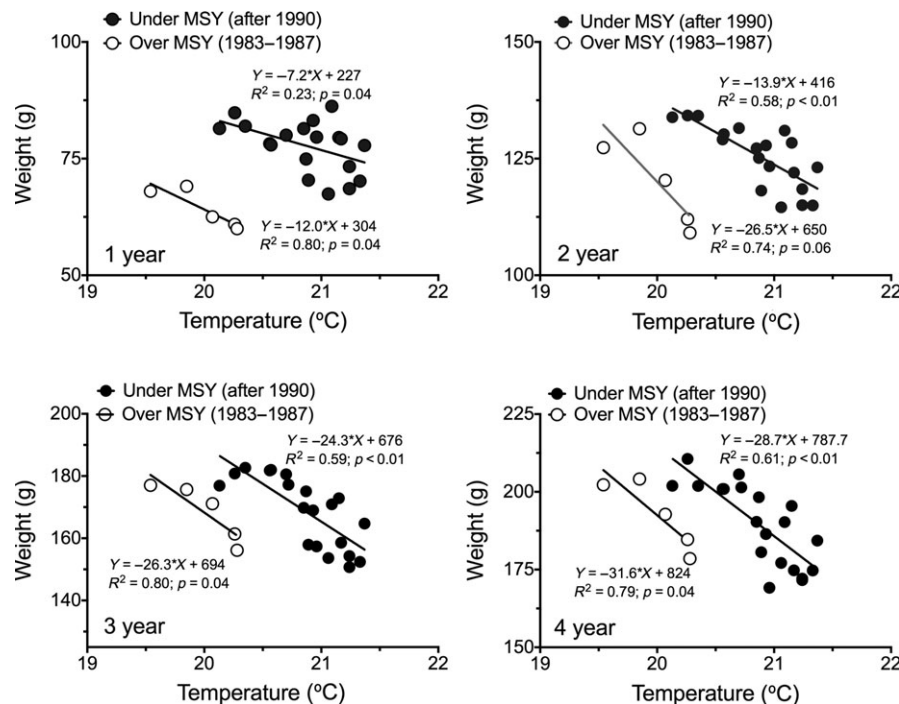 Under MSY (after 1990)
Over MSY (1983–1987)
Y = –7.2*X + 227
R² = 0.23; p = 0.04
Y = –12.0*X + 304
R² = 0.80; p = 0.04
1 year
Weight (g)
100
75
50
19 20 21 22
Temperature (ºC)
Under MSY (after 1990)
Over MSY (1983–1987)
Y = –13.9*X + 416
R² = 0.58; p < 0.01
Y = –26.5*X + 650
R² = 0.74; p = 0.06
2 year
Weight (g)
150
125
100
19 20 21 22
Temperature (ºC)
Under MSY (after 1990)
Over MSY (1983–1987)
Y = –24.3*X + 676
R² = 0.59; p < 0.01
Y = –26.3*X + 694
R² = 0.80; p = 0.04
3 year
Weight (g)
200
180
160
140
19 20 21 22
Temperature (ºC)
Under MSY (after 1990)
Over MSY (1983–1987)
Y = –28.7*X + 787.7
R² = 0.61; p < 0.01
Y = –31.6*X + 824
R² = 0.79; p = 0.04
4 year
Weight (g)
225
200
175
150
19 20 21 22
Temperature (ºC)